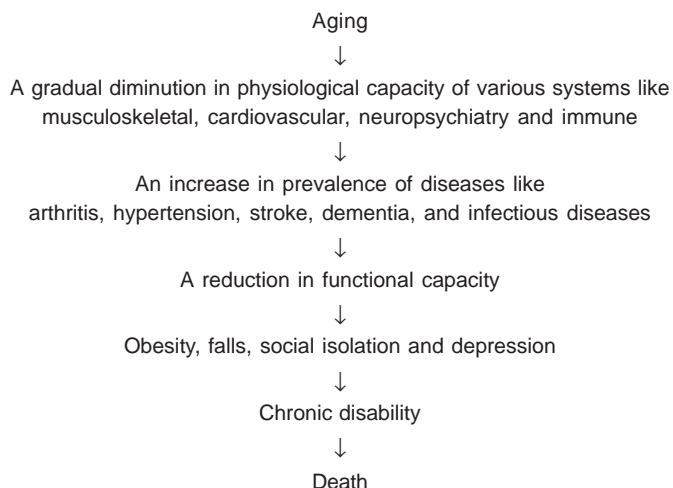 Aging
↓
A gradual diminution in physiological capacity of various systems like
musculoskeletal, cardiovascular, neuropsychiatry and immune
↓
An increase in prevalence of diseases like
arthritis, hypertension, stroke, dementia, and infectious diseases
↓
A reduction in functional capacity
↓
Obesity, falls, social isolation and depression
↓
Chronic disability
↓
Death